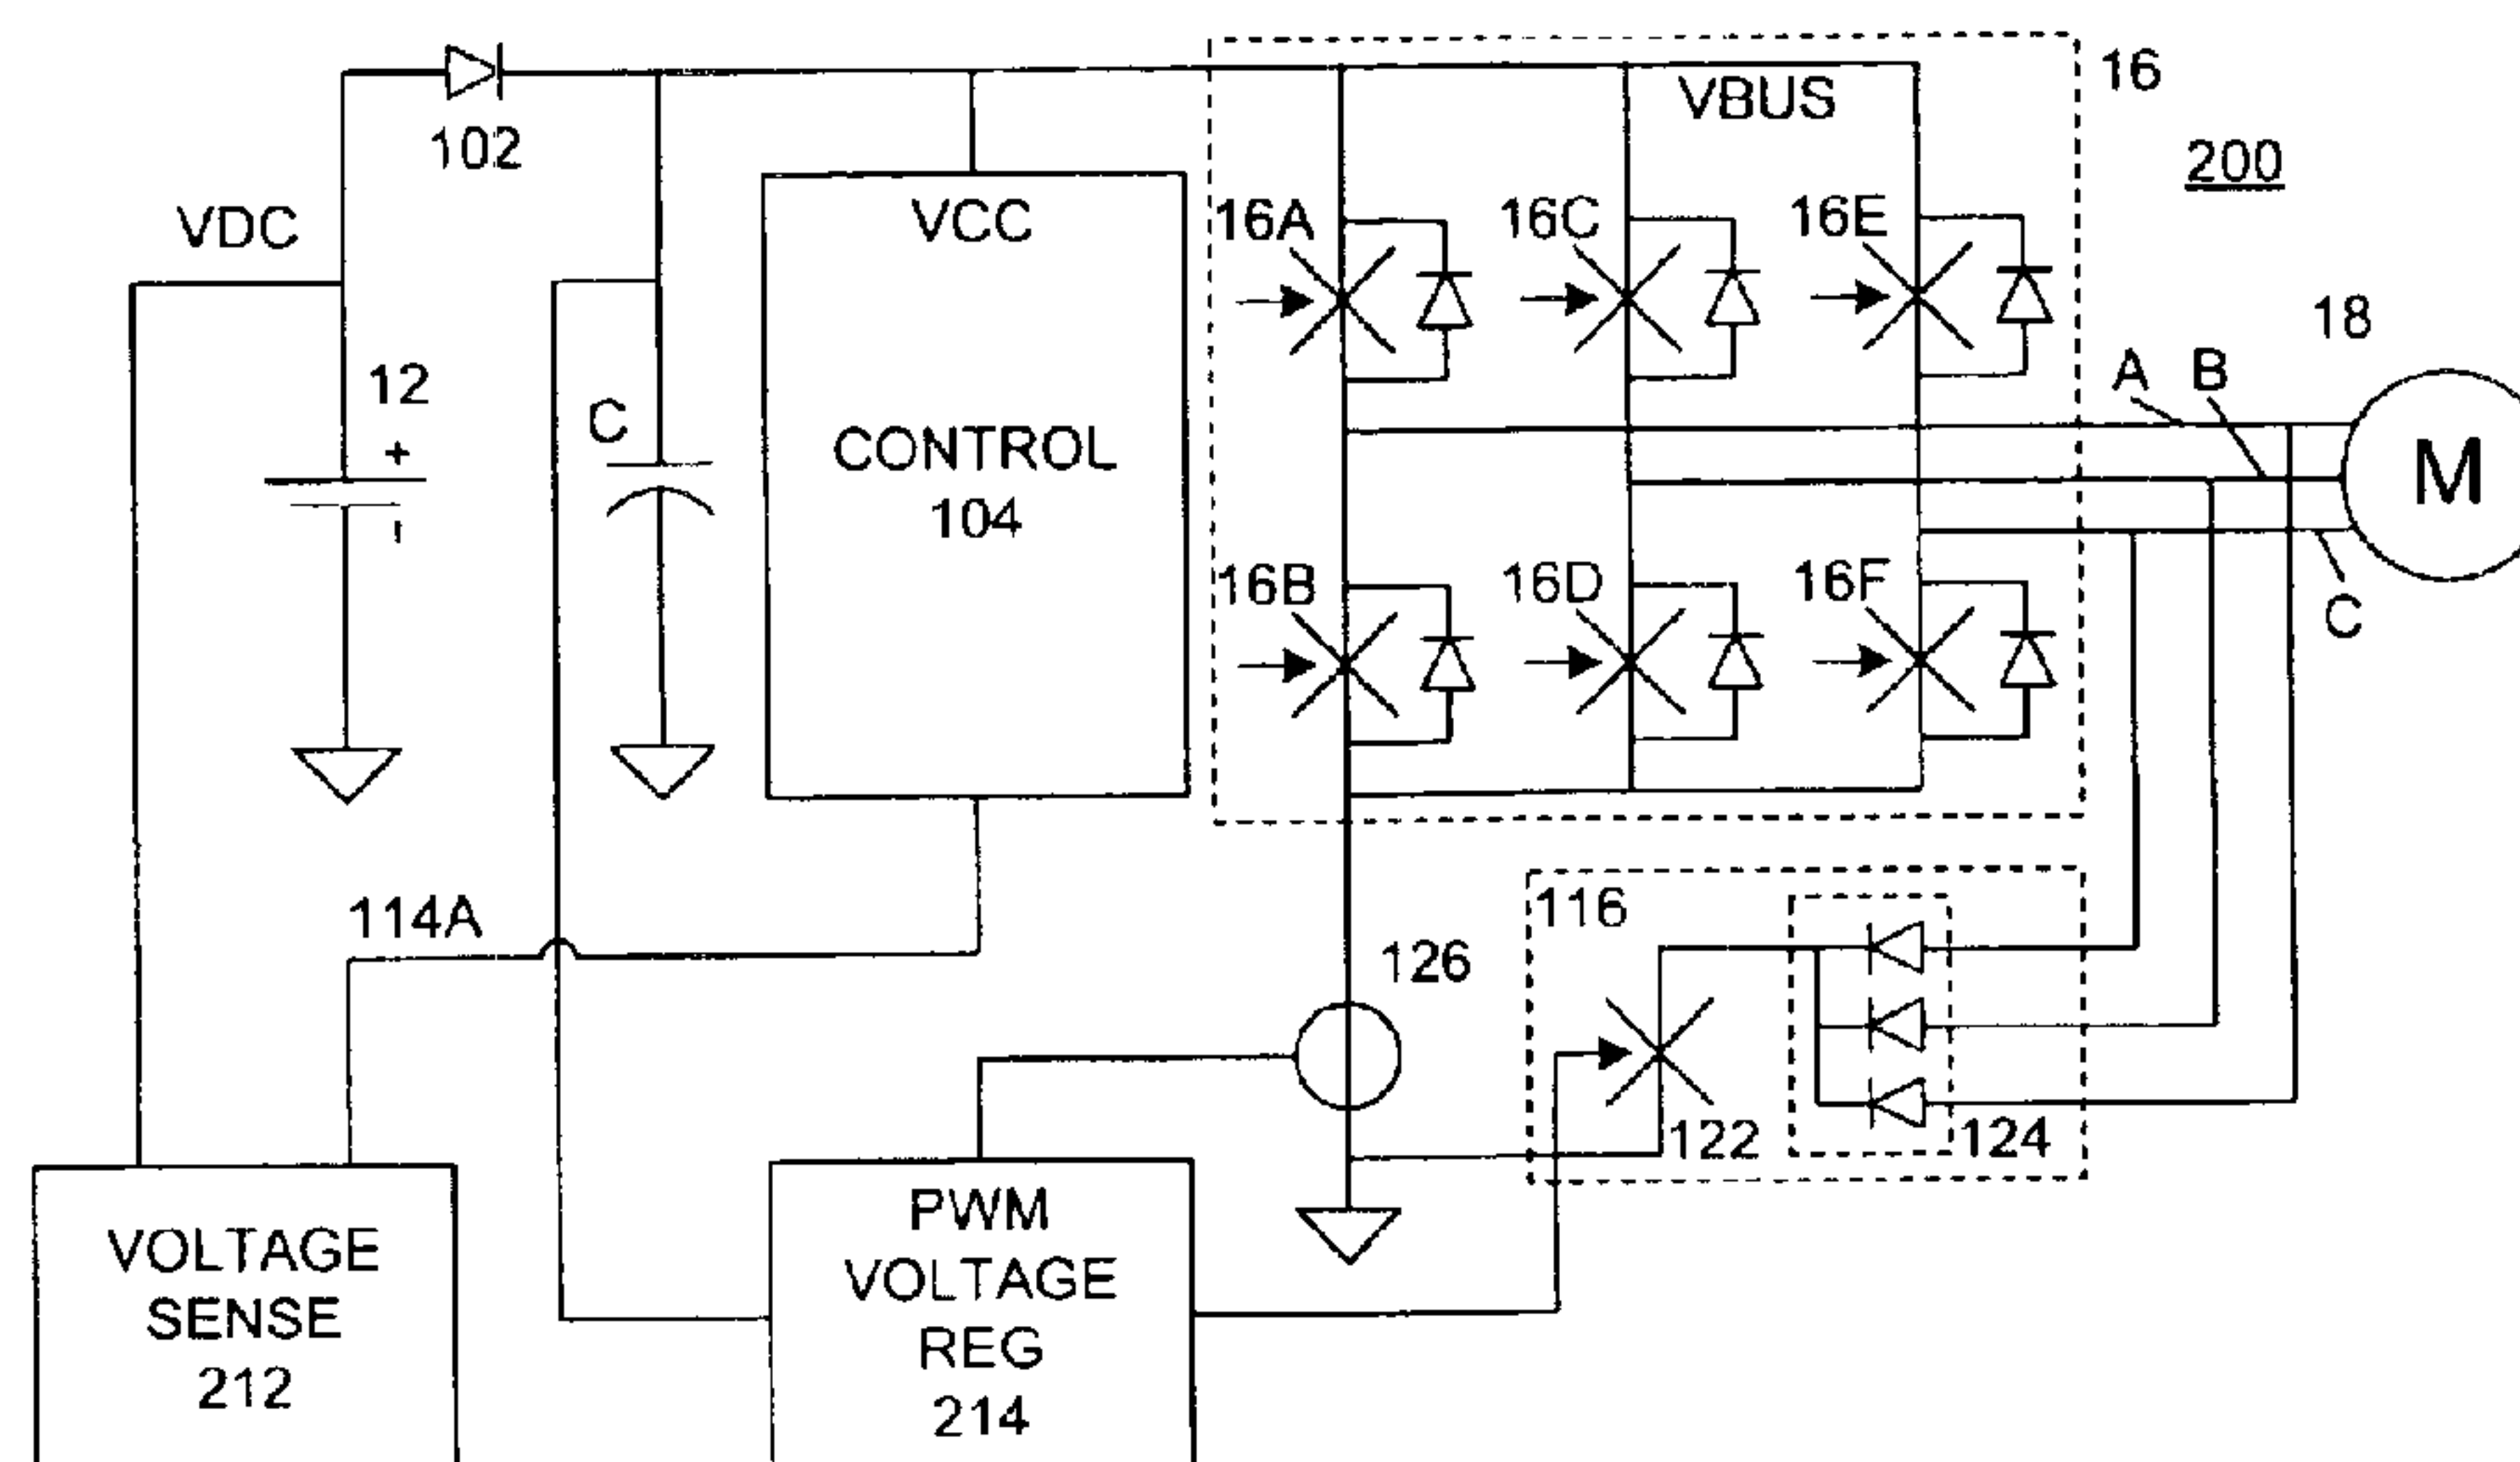 VBUS
16
102
200
VDC
VCC
16A
16C
16E
18
12
C
A
B
+
-
CONTROL
104
M
16B
16D
16F
C
114A
116
126
122
124
VOLTAGE
SENSE
212
PWM
VOLTAGE
REG
214